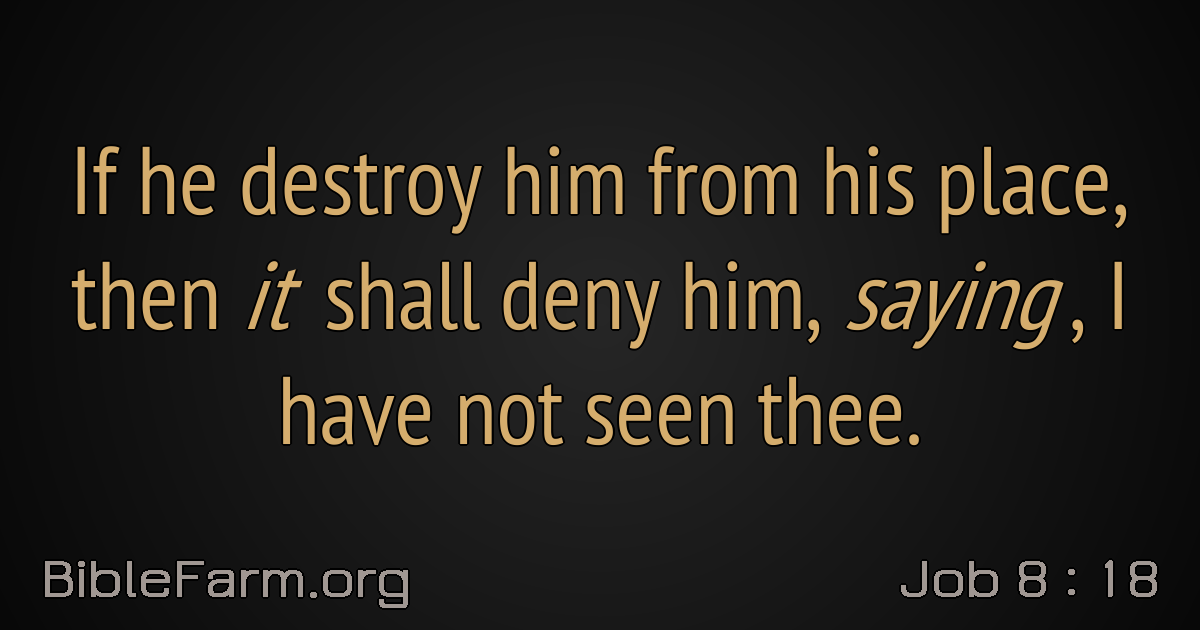 If he destroy him from his place,
then it shall deny him, saying , I
have not seen thee.
BibleFarm.org
Job 8 : 18